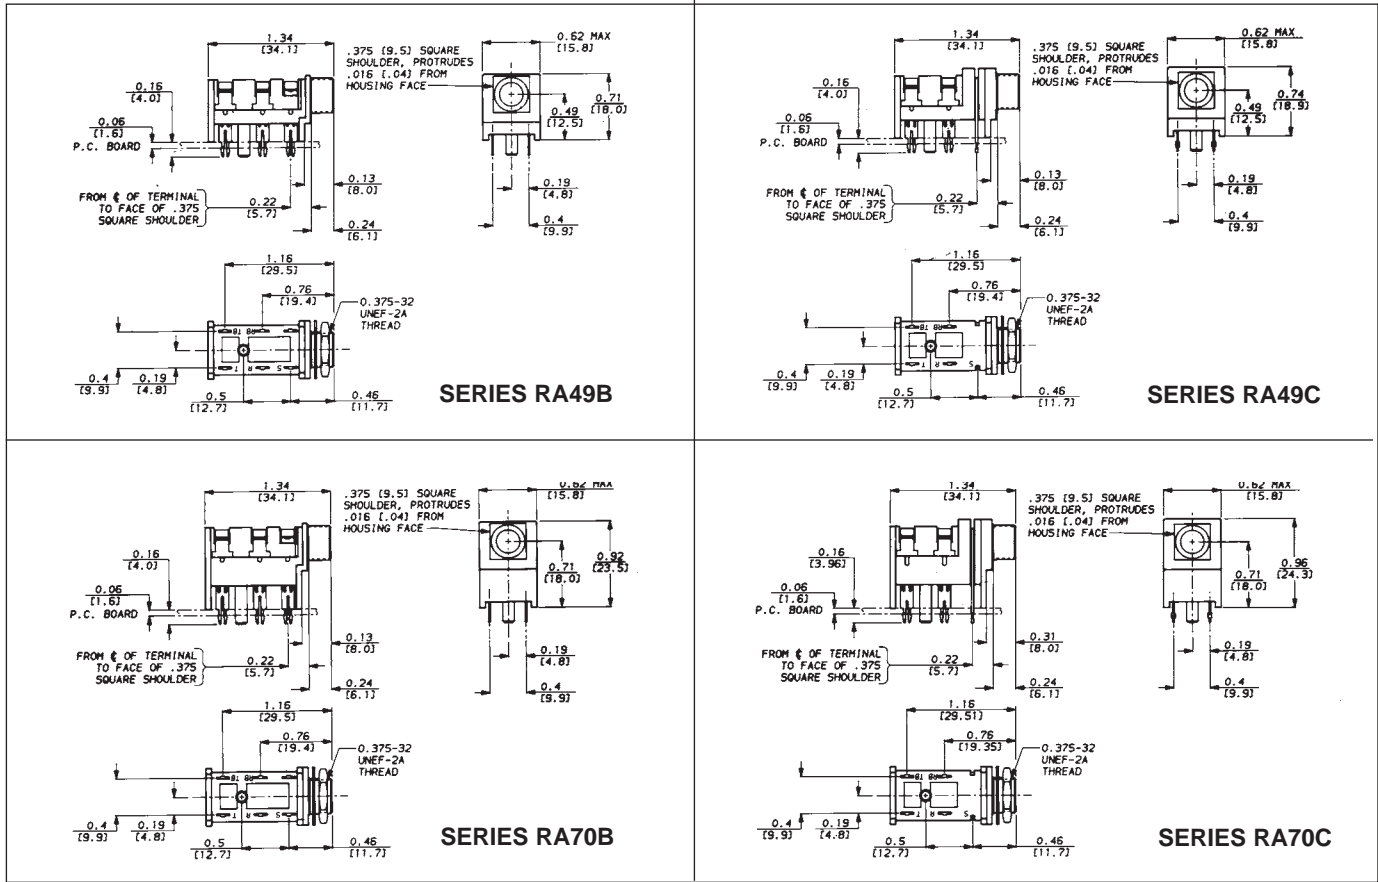 1.34
[34.1]
.375 [9.5] SQUARE
SHOULDER, PROTRUDES
.016 [.04] FROM
HOUSING FACE
0.62 MAX
[15.8]
0.16
[4.0]
0.06
[1.6]
P.C. BOARD
0.71
[18.0]
0.49
[12.5]
0.13
[8.0]
FROM ℄ OF TERMINAL
TO FACE OF .375
SQUARE SHOULDER
0.22
[5.7]
0.24
[6.1]
0.19
[4.8]
0.4
[9.9]
1.16
[29.5]
0.76
[19.4]
0.375-32
UNEF-2A
THREAD
TB RB
T R S
0.4
[9.9]
0.19
[4.8]
0.5
[12.7]
0.46
[11.7]
SERIES RA49B
1.34
[34.1]
.375 [9.5] SQUARE
SHOULDER, PROTRUDES
.016 [.04] FROM
HOUSING FACE
0.62 MAX
[15.8]
0.16
[4.0]
0.06
[1.6]
P.C. BOARD
0.74
[18.9]
0.49
[12.5]
0.13
[8.0]
FROM ℄ OF TERMINAL
TO FACE OF .375
SQUARE SHOULDER
0.22
[5.7]
0.24
[6.1]
0.19
[4.8]
0.4
[9.9]
1.16
[29.5]
0.76
[19.4]
0.375-32
UNEF-2A
THREAD
TB RB
T R S
0.4
[9.9]
0.19
[4.8]
0.5
[12.7]
0.46
[11.7]
SERIES RA49C
1.34
[34.1]
.375 [9.5] SQUARE
SHOULDER, PROTRUDES
.016 [.04] FROM
HOUSING FACE
0.62 MAX
[15.8]
0.16
[4.0]
0.06
[1.6]
P.C. BOARD
0.92
[23.5]
0.71
[18.0]
0.13
[8.0]
FROM ℄ OF TERMINAL
TO FACE OF .375
SQUARE SHOULDER
0.22
[5.7]
0.24
[6.1]
0.19
[4.8]
0.4
[9.9]
1.16
[29.5]
0.76
[19.4]
0.375-32
UNEF-2A
THREAD
TB RB
T R S
0.4
[9.9]
0.19
[4.8]
0.5
[12.7]
0.46
[11.7]
SERIES RA70B
1.34
[34.1]
.375 [9.5] SQUARE
SHOULDER, PROTRUDES
.016 [.04] FROM
HOUSING FACE
0.62 MAX
[15.8]
0.16
[3.96]
0.06
[1.6]
P.C. BOARD
0.96
[24.3]
0.71
[18.0]
0.31
[8.0]
FROM ℄ OF TERMINAL
TO FACE OF .375
SQUARE SHOULDER
0.22
[5.7]
0.24
[6.1]
0.19
[4.8]
0.4
[9.9]
1.16
[29.51]
0.76
[19.35]
0.375-32
UNEF-2A
THREAD
TB RB
T R S
0.4
[9.9]
0.19
[4.8]
0.5
[12.7]
0.46
[11.7]
SERIES RA70C